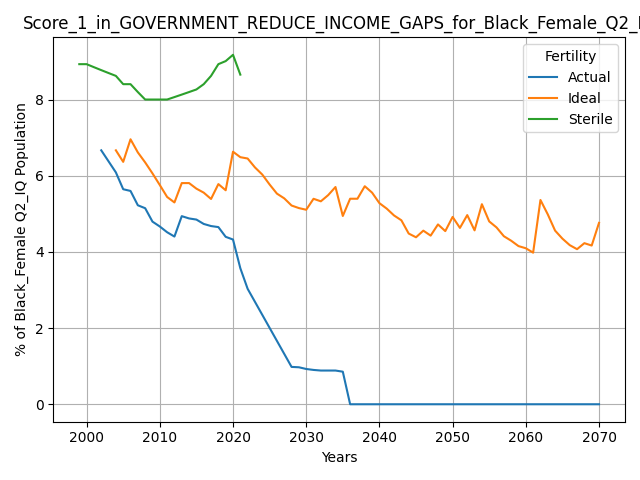 Score_1_in_GOVERNMENT_REDUCE_INCOME_GAPS_for_Black_Female_Q2_
Fertility
Actual
Ideal
Sterile
% of Black_Female Q2_IQ Population
8
6
4
2
0
2000 2010 2020 2030 2040 2050 2060 2070
Years